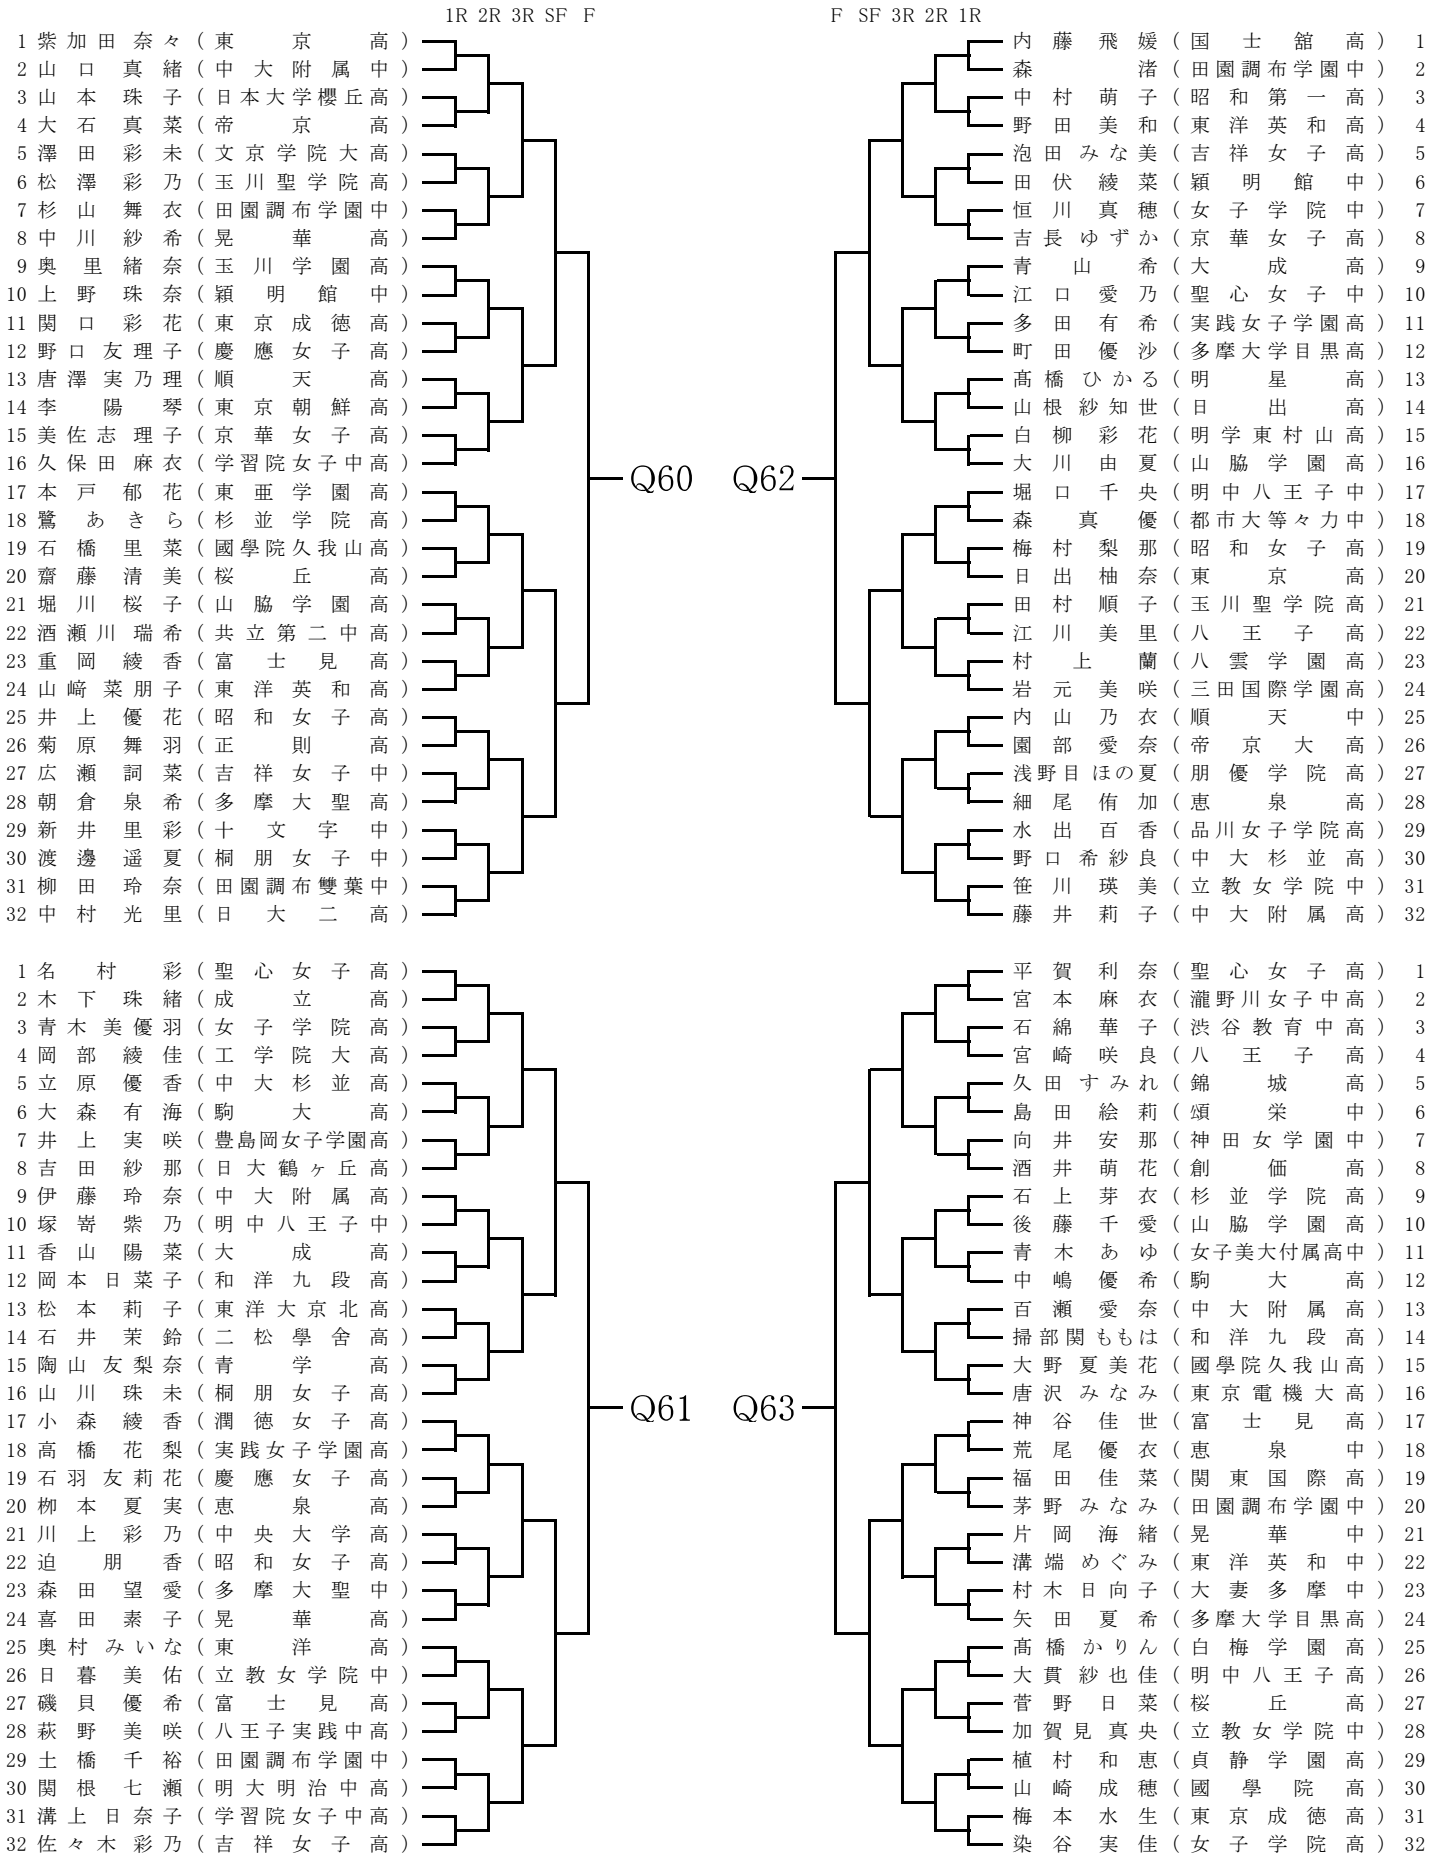 1R 2R 3R SF F
1 紫加田 奈々 ( 東京高 )
2 山口 真緒 ( 中大附属中 )
3 山本 珠子 ( 日本大学櫻丘高 )
4 大石 真菜 ( 帝京高 )
5 澤田 彩未 ( 文京学院大高 )
6 松澤 彩乃 ( 玉川聖学院高 )
7 杉山 舞衣 ( 田園調布学園中 )
8 中川 紗希 ( 晃華高 )
9 奥 里緒奈 ( 玉川学園高 )
10 上野 珠奈 ( 穎明館中 )
11 関口 彩花 ( 東京成徳高 )
12 野口 友理子 ( 慶應女子高 )
13 唐澤 実乃理 ( 順天高 )
14 李 陽琴 ( 東京朝鮮高 )
15 美佐志 理子 ( 京華女子高 )
16 久保田 麻衣 ( 学習院女子中高 )
17 本戸 郁花 ( 東亜学園高 )
18 鷺 あきら ( 杉並学院高 )
19 石橋 里菜 ( 國學院久我山高 )
20 齋藤 清美 ( 桜丘高 )
21 堀川 桜子 ( 山脇学園高 )
22 酒瀬川 瑞希 ( 共立第二中高 )
23 重岡 綾香 ( 富士見高 )
24 山﨑 菜朋子 ( 東洋英和高 )
25 井上 優花 ( 昭和女子高 )
26 菊原 舞羽 ( 正則高 )
27 広瀬 詞菜 ( 吉祥女子中 )
28 朝倉 泉希 ( 多摩大聖高 )
29 新井 里彩 ( 十文字中 )
30 渡邊 遥夏 ( 桐朋女子中 )
31 柳田 玲奈 ( 田園調布雙葉中 )
32 中村 光里 ( 日大二高 )
Q60
F SF 3R 2R 1R
内藤 飛媛 ( 国士舘高 ) 1
森 渚 ( 田園調布学園中 ) 2
中村 萌子 ( 昭和第一高 ) 3
野田 美和 ( 東洋英和高 ) 4
泡田 みな美 ( 吉祥女子高 ) 5
田伏 綾菜 ( 穎明館中 ) 6
恒川 真穂 ( 女子学院中 ) 7
吉長 ゆずか ( 京華女子高 ) 8
青山 希 ( 大成高 ) 9
江口 愛乃 ( 聖心女子中 ) 10
多田 有希 ( 実践女子学園高 ) 11
町田 優沙 ( 多摩大学目黒高 ) 12
髙橋 ひかる ( 明星高 ) 13
山根 紗知世 ( 日出高 ) 14
白柳 彩花 ( 明学東村山高 ) 15
大川 由夏 ( 山脇学園高 ) 16
堀口 千央 ( 明中八王子中 ) 17
森 真優 ( 都市大等々力中 ) 18
梅村 梨那 ( 昭和女子高 ) 19
日出 柚奈 ( 東京高 ) 20
田村 順子 ( 玉川聖学院高 ) 21
江川 美里 ( 八王子高 ) 22
村上 蘭 ( 八雲学園高 ) 23
岩元 美咲 ( 三田国際学園高 ) 24
内山 乃衣 ( 順天中 ) 25
園部 愛奈 ( 帝京大高 ) 26
浅野目 ほの夏 ( 朋優学院高 ) 27
細尾 侑加 ( 恵泉高 ) 28
水出 百香 ( 品川女子学院高 ) 29
野口 希紗良 ( 中大杉並高 ) 30
笹川 瑛美 ( 立教女学院中 ) 31
藤井 莉子 ( 中大附属高 ) 32
Q62
1 名村 彩 ( 聖心女子高 )
2 木下 珠緒 ( 成立高 )
3 青木 美優羽 ( 女子学院高 )
4 岡部 綾佳 ( 工学院大高 )
5 立原 優香 ( 中大杉並高 )
6 大森 有海 ( 駒大高 )
7 井上 実咲 ( 豊島岡女子学園高 )
8 吉田 紗那 ( 日大鶴ヶ丘高 )
9 伊藤 玲奈 ( 中大附属高 )
10 塚嵜 紫乃 ( 明中八王子中 )
11 香山 陽菜 ( 大成高 )
12 岡本 日菜子 ( 和洋九段高 )
13 松本 莉子 ( 東洋大京北高 )
14 石井 茉鈴 ( 二松學舍高 )
15 陶山 友梨奈 ( 青学高 )
16 山川 珠未 ( 桐朋女子高 )
17 小森 綾香 ( 潤徳女子高 )
18 高橋 花梨 ( 実践女子学園高 )
19 石羽 友莉花 ( 慶應女子高 )
20 栁本 夏実 ( 恵泉高 )
21 川上 彩乃 ( 中央大学高 )
22 迫 朋香 ( 昭和女子高 )
23 森田 望愛 ( 多摩大聖中 )
24 喜田 素子 ( 晃華高 )
25 奥村 みいな ( 東洋高 )
26 日暮 美佑 ( 立教女学院中 )
27 磯貝 優希 ( 富士見高 )
28 萩野 美咲 ( 八王子実践中高 )
29 土橋 千裕 ( 田園調布学園中 )
30 関根 七瀬 ( 明大明治中高 )
31 溝上 日奈子 ( 学習院女子中高 )
32 佐々木 彩乃 ( 吉祥女子高 )
Q61
平賀 利奈 ( 聖心女子高 ) 1
宮本 麻衣 ( 瀧野川女子中高 ) 2
石綿 華子 ( 渋谷教育中高 ) 3
宮崎 咲良 ( 八王子高 ) 4
久田 すみれ ( 錦城高 ) 5
島田 絵莉 ( 頌栄中 ) 6
向井 安那 ( 神田女学園中 ) 7
酒井 萌花 ( 創価高 ) 8
石上 芽衣 ( 杉並学院高 ) 9
後藤 千愛 ( 山脇学園高 ) 10
青木 あゆ ( 女子美大付属高中 ) 11
中嶋 優希 ( 駒大高 ) 12
百瀬 愛奈 ( 中大附属高 ) 13
掃部関 ももは ( 和洋九段高 ) 14
大野 夏美花 ( 國學院久我山高 ) 15
唐沢 みなみ ( 東京電機大高 ) 16
神谷 佳世 ( 富士見高 ) 17
荒尾 優衣 ( 恵泉中 ) 18
福田 佳菜 ( 関東国際高 ) 19
茅野 みなみ ( 田園調布学園中 ) 20
片岡 海緒 ( 晃華中 ) 21
溝端 めぐみ ( 東洋英和中 ) 22
村木 日向子 ( 大妻多摩中 ) 23
矢田 夏希 ( 多摩大学目黒高 ) 24
髙橋 かりん ( 白梅学園高 ) 25
大貫 紗也佳 ( 明中八王子高 ) 26
菅野 日菜 ( 桜丘高 ) 27
加賀見 真央 ( 立教女学院中 ) 28
植村 和恵 ( 貞静学園高 ) 29
山崎 成穂 ( 國學院高 ) 30
梅本 水生 ( 東京成徳高 ) 31
染谷 実佳 ( 女子学院高 ) 32
Q63